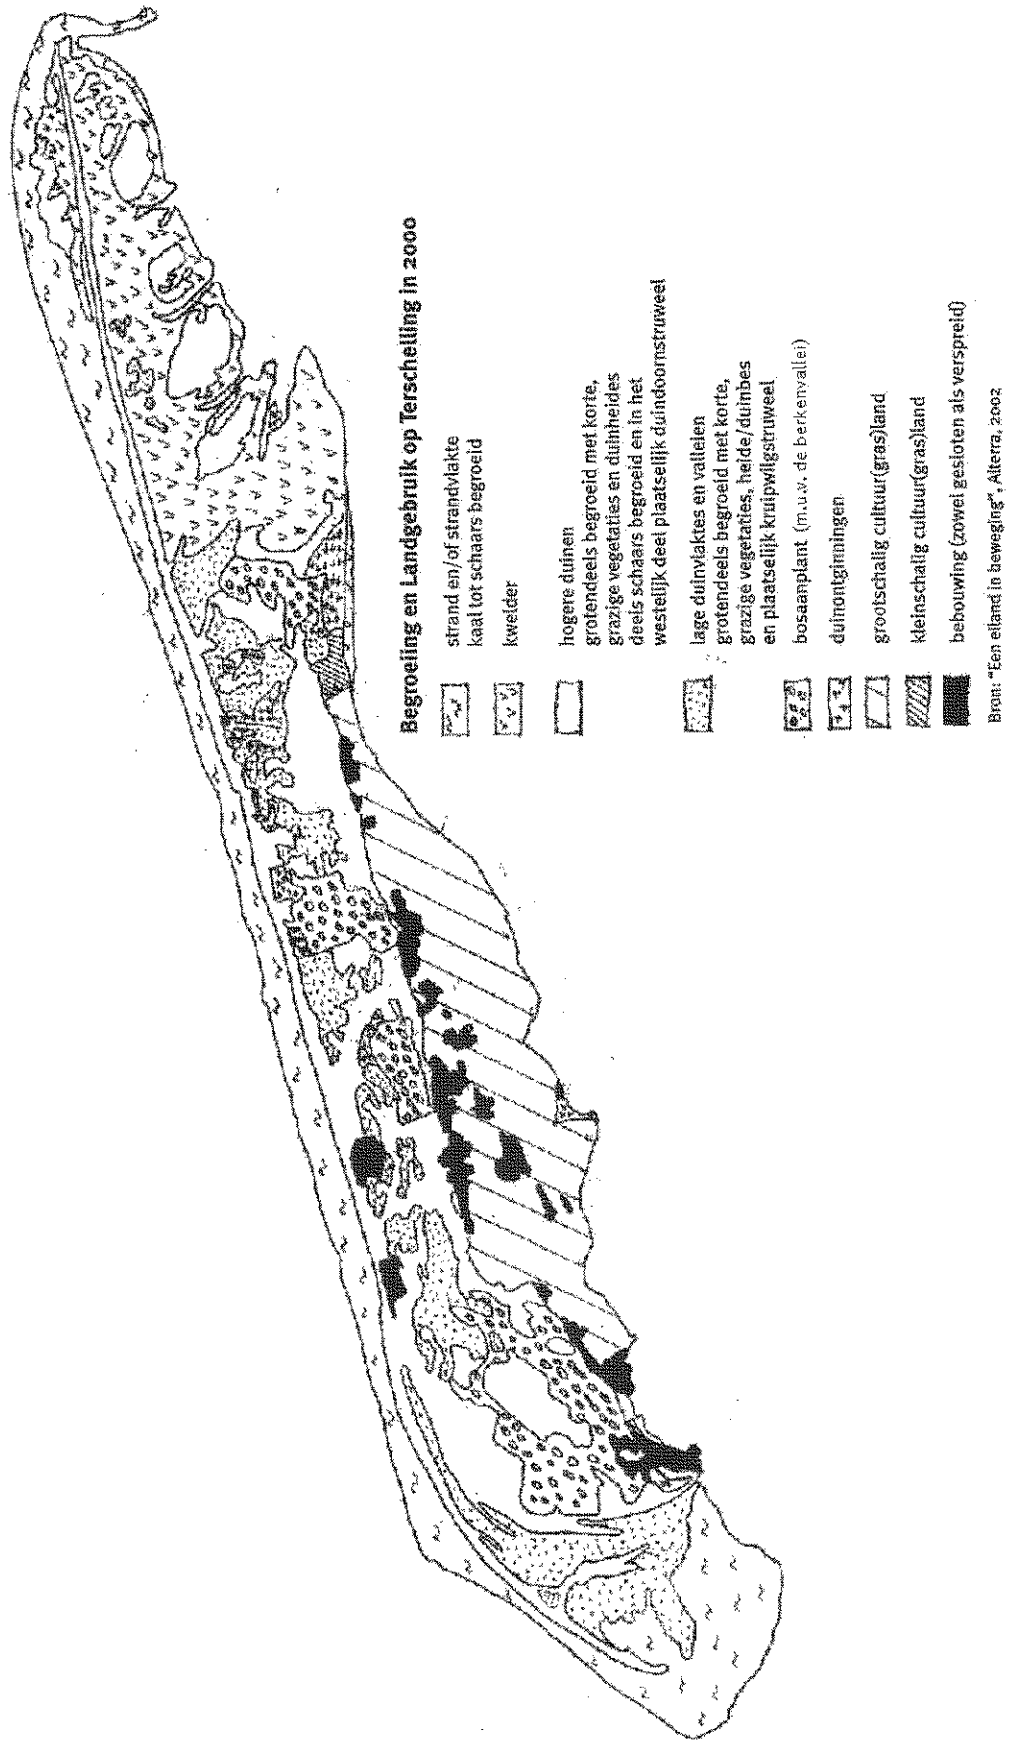 Begroeiing en Landgebruik op Terschelling in 2000
strand en/of strandvlakte
kaal tot schaars begroeid
kwelder
hogere duinen
grotendeels begroeid met korte,
grazige vegetaties en duinheides
deels schaars begroeid en in het
westelijk deel plaatselijk duindoornstruweel
lage duinvlaktes en valleien
grotendeels begroeid met korte,
grazige vegetaties, heide/duinbes
en plaatselijk kruipwilgstruweel
bosaanplant (m.u.v. de berkenvallei)
duinontginningen
grootschalig cultuur(gras)land
kleinschalig cultuur(gras)land
bebouwing (zowel gesloten als verspreid)
Bron: "Een eiland in beweging", Alterra, 2002